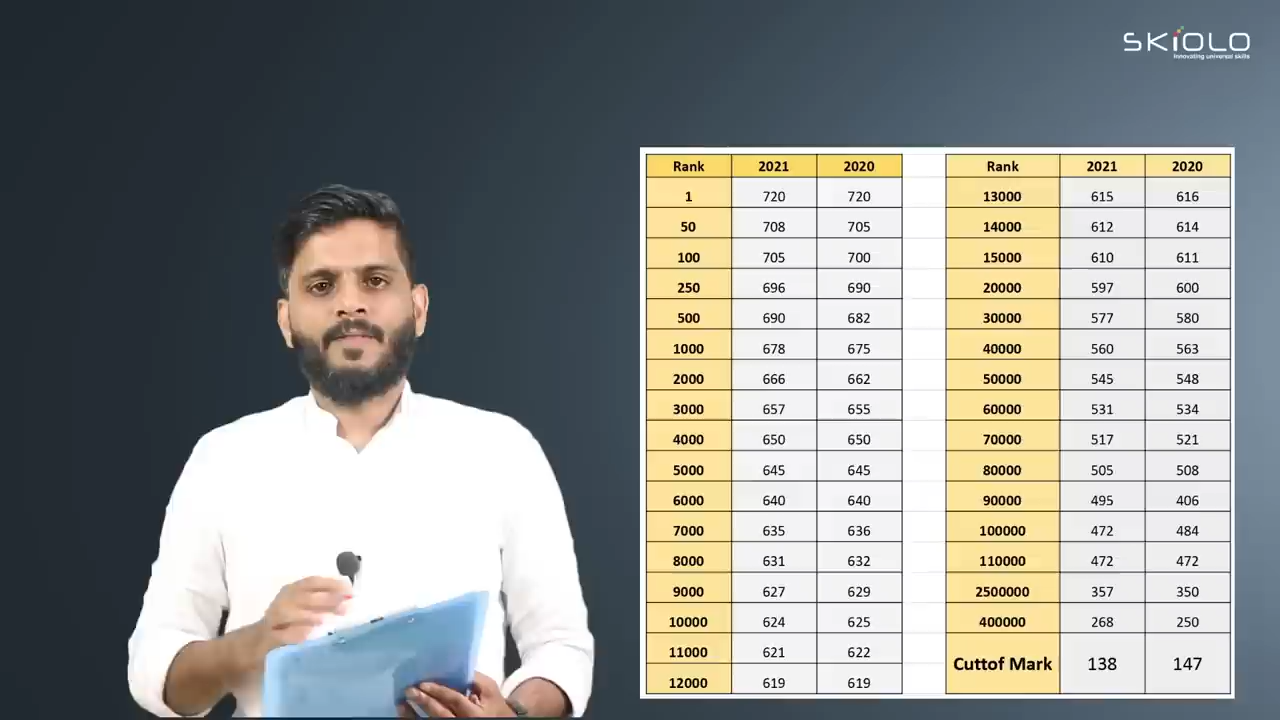 SKiOLO
Innovating universal skills
Rank 2021 2020
1 720 720
50 708 705
100 705 700
250 696 690
500 690 682
1000 678 675
2000 666 662
3000 657 655
4000 650 650
5000 645 645
6000 640 640
7000 635 636
8000 631 632
9000 627 629
10000 624 625
11000 621 622
12000 619 619
Rank 2021 2020
13000 615 616
14000 612 614
15000 610 611
20000 597 600
30000 577 580
40000 560 563
50000 545 548
60000 531 534
70000 517 521
80000 505 508
90000 495 406
100000 472 484
110000 472 472
2500000 357 350
400000 268 250
Cuttof Mark 138 147